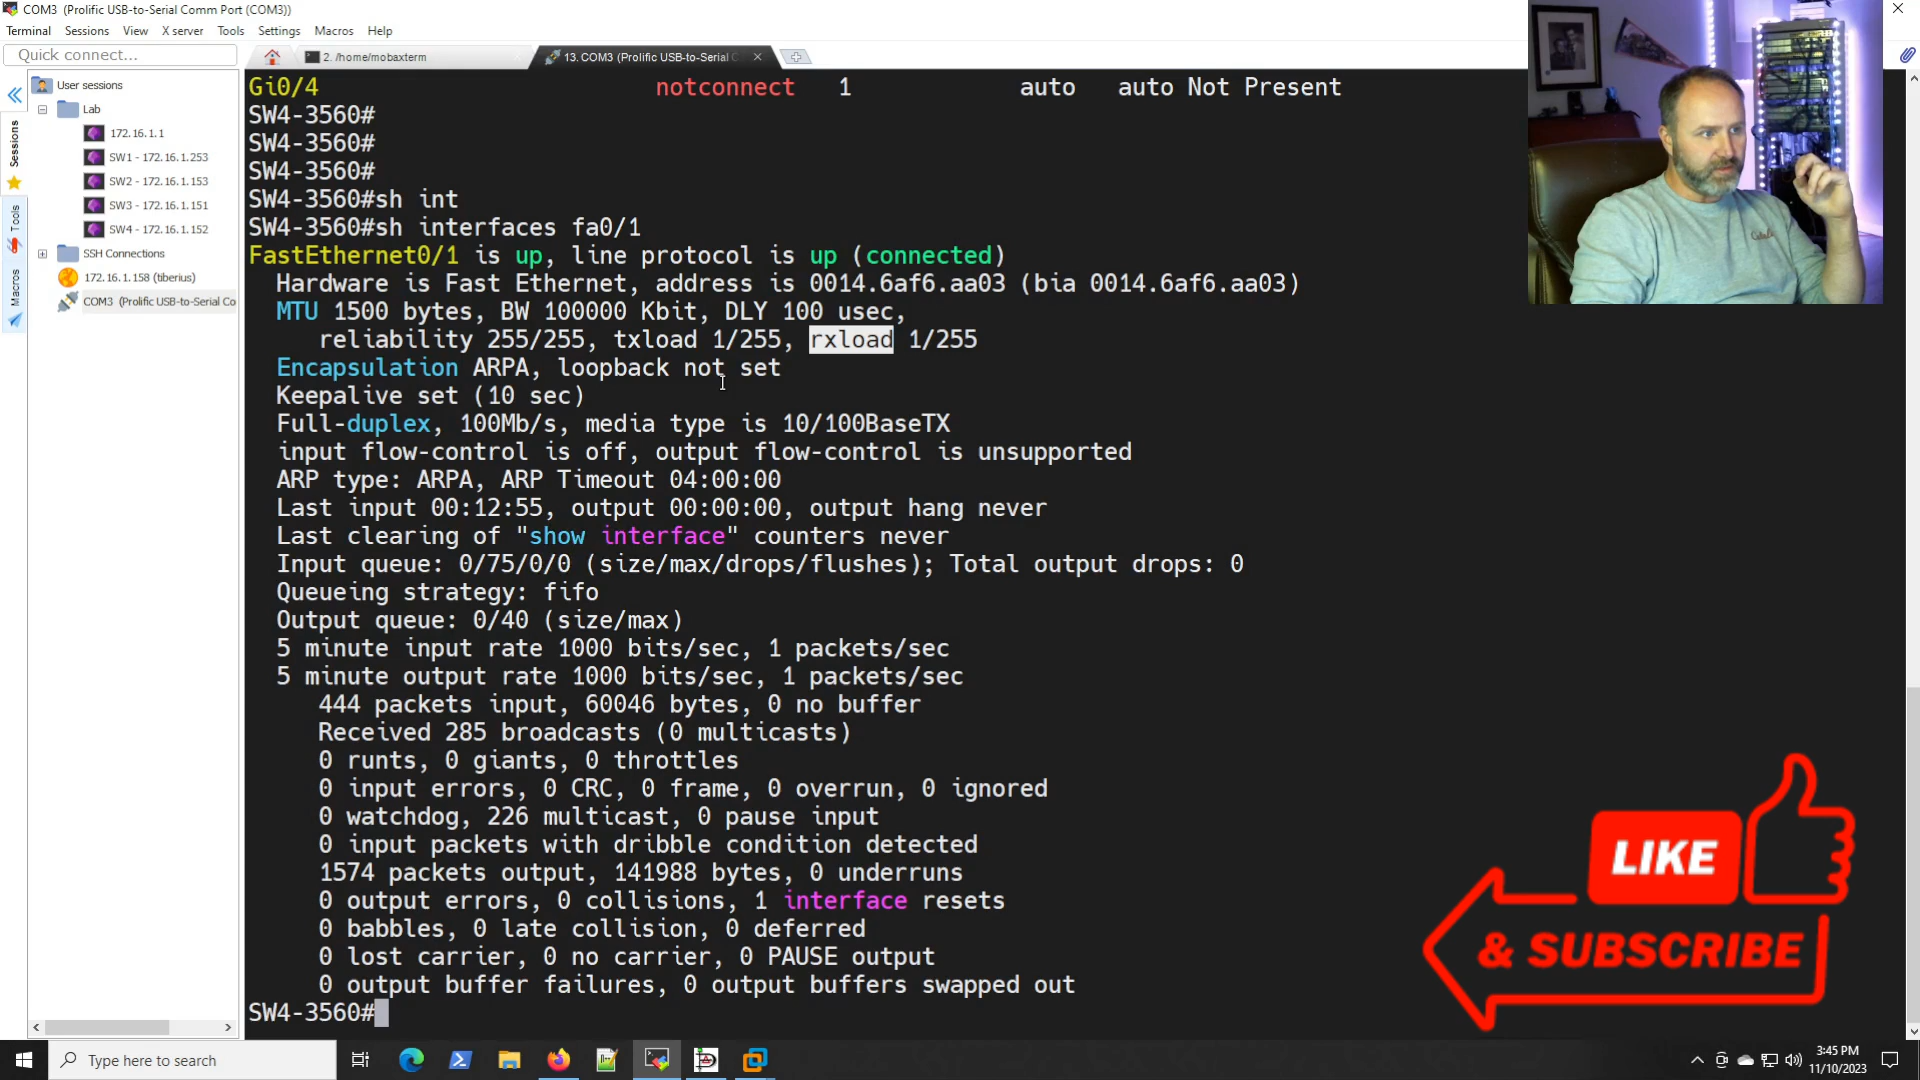 COM3 (Prolific USB-to-Serial Comm Port (COM3))
Terminal Sessions View X server Tools Settings Macros Help
Quick connect...
2. /home/mobaxterm
13. COM3 (Prolific USB-to-Serial C
User sessions
Lab
172.16.1.1
SW1 - 172.16.1.253
SW2 - 172.16.1.153
SW3 - 172.16.1.151
SW4 - 172.16.1.152
SSH Connections
172.16.1.158 (tiberius)
COM3 (Prolific USB-to-Serial Co
Sessions
Tools
Macros
Gi0/4 notconnect 1 auto auto Not Present
SW4-3560#
SW4-3560#
SW4-3560#
SW4-3560#sh int
SW4-3560#sh interfaces fa0/1
FastEthernet0/1 is up, line protocol is up (connected)
Hardware is Fast Ethernet, address is 0014.6af6.aa03 (bia 0014.6af6.aa03)
MTU 1500 bytes, BW 100000 Kbit, DLY 100 usec,
reliability 255/255, txload 1/255, rxload 1/255
Encapsulation ARPA, loopback not set
Keepalive set (10 sec)
Full-duplex, 100Mb/s, media type is 10/100BaseTX
input flow-control is off, output flow-control is unsupported
ARP type: ARPA, ARP Timeout 04:00:00
Last input 00:12:55, output 00:00:00, output hang never
Last clearing of "show interface" counters never
Input queue: 0/75/0/0 (size/max/drops/flushes); Total output drops: 0
Queueing strategy: fifo
Output queue: 0/40 (size/max)
5 minute input rate 1000 bits/sec, 1 packets/sec
5 minute output rate 1000 bits/sec, 1 packets/sec
444 packets input, 60046 bytes, 0 no buffer
Received 285 broadcasts (0 multicasts)
0 runts, 0 giants, 0 throttles
0 input errors, 0 CRC, 0 frame, 0 overrun, 0 ignored
0 watchdog, 226 multicast, 0 pause input
0 input packets with dribble condition detected
1574 packets output, 141988 bytes, 0 underruns
0 output errors, 0 collisions, 1 interface resets
0 babbles, 0 late collision, 0 deferred
0 lost carrier, 0 no carrier, 0 PAUSE output
0 output buffer failures, 0 output buffers swapped out
SW4-3560#
LIKE
& SUBSCRIBE
Type here to search
3:45 PM
11/10/2023